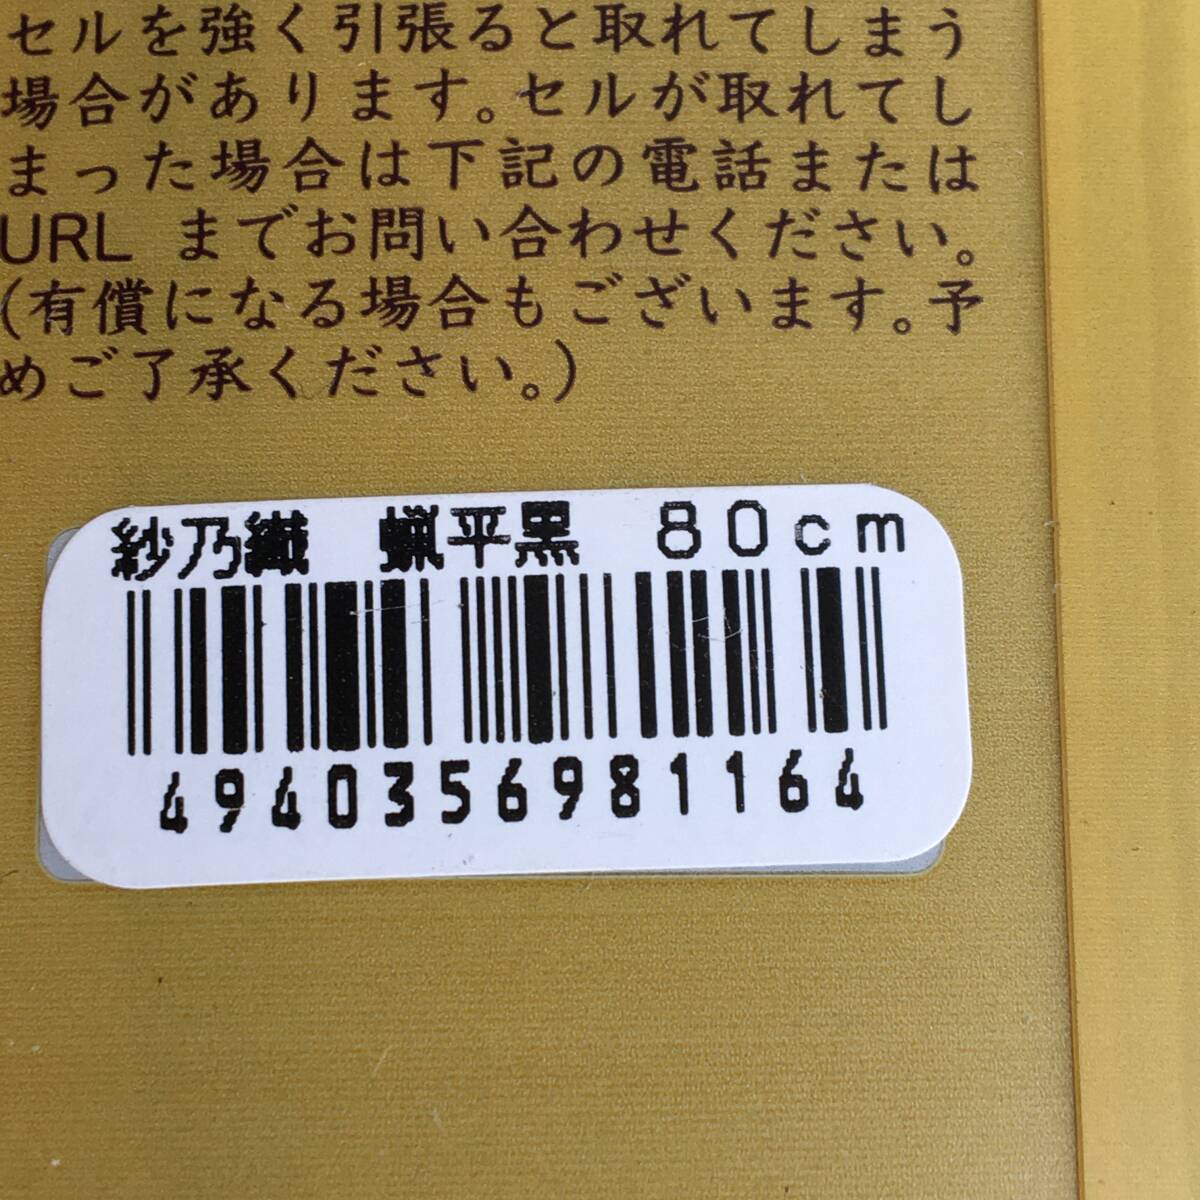 セルを強く引張ると取れてしまう
場合があります。セルが取れてし
まった場合は下記の電話または
URL までお問い合わせください。
(有償になる場合もございます。予
めご了承ください。)
紗乃織 蝋平黒 80cm
4940356981164